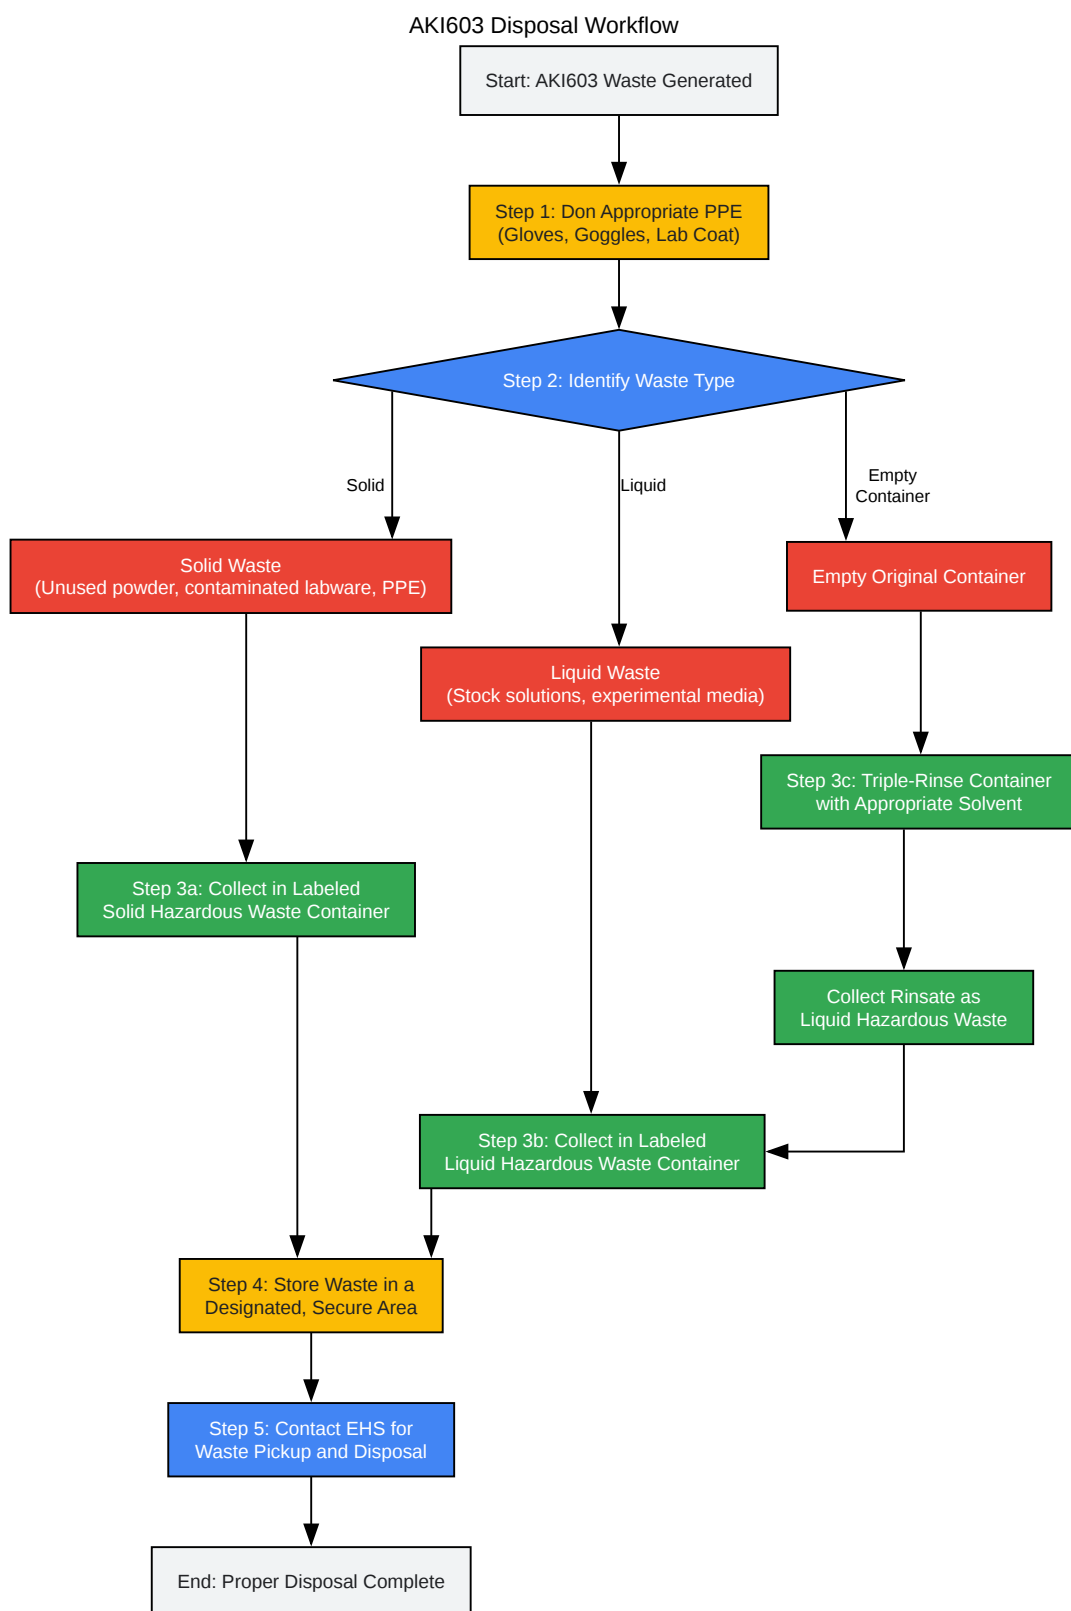 AKI603 Disposal Workflow
Start: AKI603 Waste Generated
Step 1: Don Appropriate PPE
(Gloves, Goggles, Lab Coat)
Step 2: Identify Waste Type
Solid
Liquid
Empty
Container
Solid Waste
(Unused powder, contaminated labware, PPE)
Empty Original Container
Liquid Waste
(Stock solutions, experimental media)
Step 3c: Triple-Rinse Container
with Appropriate Solvent
Step 3a: Collect in Labeled
Solid Hazardous Waste Container
Collect Rinsate as
Liquid Hazardous Waste
Step 3b: Collect in Labeled
Liquid Hazardous Waste Container
Step 4: Store Waste in a
Designated, Secure Area
Step 5: Contact EHS for
Waste Pickup and Disposal
End: Proper Disposal Complete